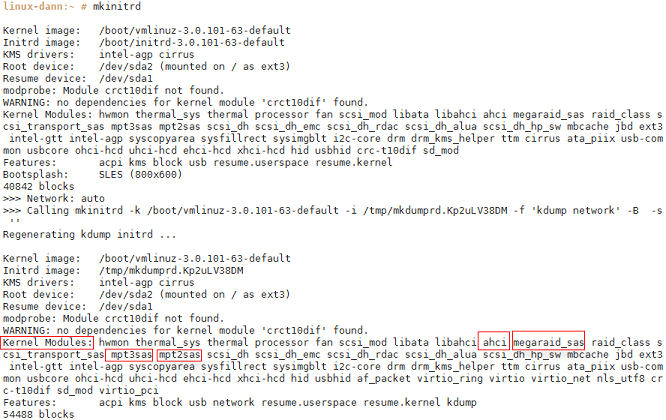 linux-dann:~ # mkinitrd
Kernel image:   /boot/vmlinuz-3.0.101-63-default
Initrd image:   /boot/initrd-3.0.101-63-default
KMS drivers:    intel-agp cirrus
Root device:    /dev/sda2 (mounted on / as ext3)
Resume device:  /dev/sda1
modprobe: Module crct10dif not found.
WARNING: no dependencies for kernel module 'crct10dif' found.
Kernel Modules: hwmon thermal_sys thermal processor fan scsi_mod libata libahci ahci megaraid_sas raid_class s
csi_transport_sas mpt3sas mpt2sas scsi_dh scsi_dh_emc scsi_dh_rdac scsi_dh_alua scsi_dh_hp_sw mbcache jbd ext3
 intel-gtt intel-agp syscopyarea sysfillrect sysimgblt i2c-core drm drm_kms_helper ttm cirrus ata_piix usb-com
mon usbcore ohci-hcd uhci-hcd ehci-hcd xhci-hcd hid usbhid crc-t10dif sd_mod
Features:       acpi kms block usb resume.userspace resume.kernel
Bootsplash:     SLES (800x600)
40842 blocks
>>> Network: auto
>>> Calling mkinitrd -k /boot/vmlinuz-3.0.101-63-default -i /tmp/mkdumprd.Kp2uLV38DM -f 'kdump network' -B  -s
 ''
Regenerating kdump initrd ...
Kernel image:   /boot/vmlinuz-3.0.101-63-default
Initrd image:   /tmp/mkdumprd.Kp2uLV38DM
KMS drivers:    intel-agp cirrus
Root device:    /dev/sda2 (mounted on / as ext3)
Resume device:  /dev/sda1
modprobe: Module crct10dif not found.
WARNING: no dependencies for kernel module 'crct10dif' found.
Kernel Modules: hwmon thermal_sys thermal processor fan scsi_mod libata libahci ahci megaraid_sas raid_class s
csi_transport_sas mpt3sas mpt2sas scsi_dh scsi_dh_emc scsi_dh_rdac scsi_dh_alua scsi_dh_hp_sw mbcache jbd ext3
 intel-gtt intel-agp syscopyarea sysfillrect sysimgblt i2c-core drm drm_kms_helper ttm cirrus ata_piix usb-com
mon usbcore ohci-hcd uhci-hcd ehci-hcd xhci-hcd hid usbhid af_packet virtio_ring virtio virtio_net nls_utf8 cr
c-t10dif sd_mod virtio_pci
Features:       acpi kms block usb network resume.userspace resume.kernel kdump
54488 blocks